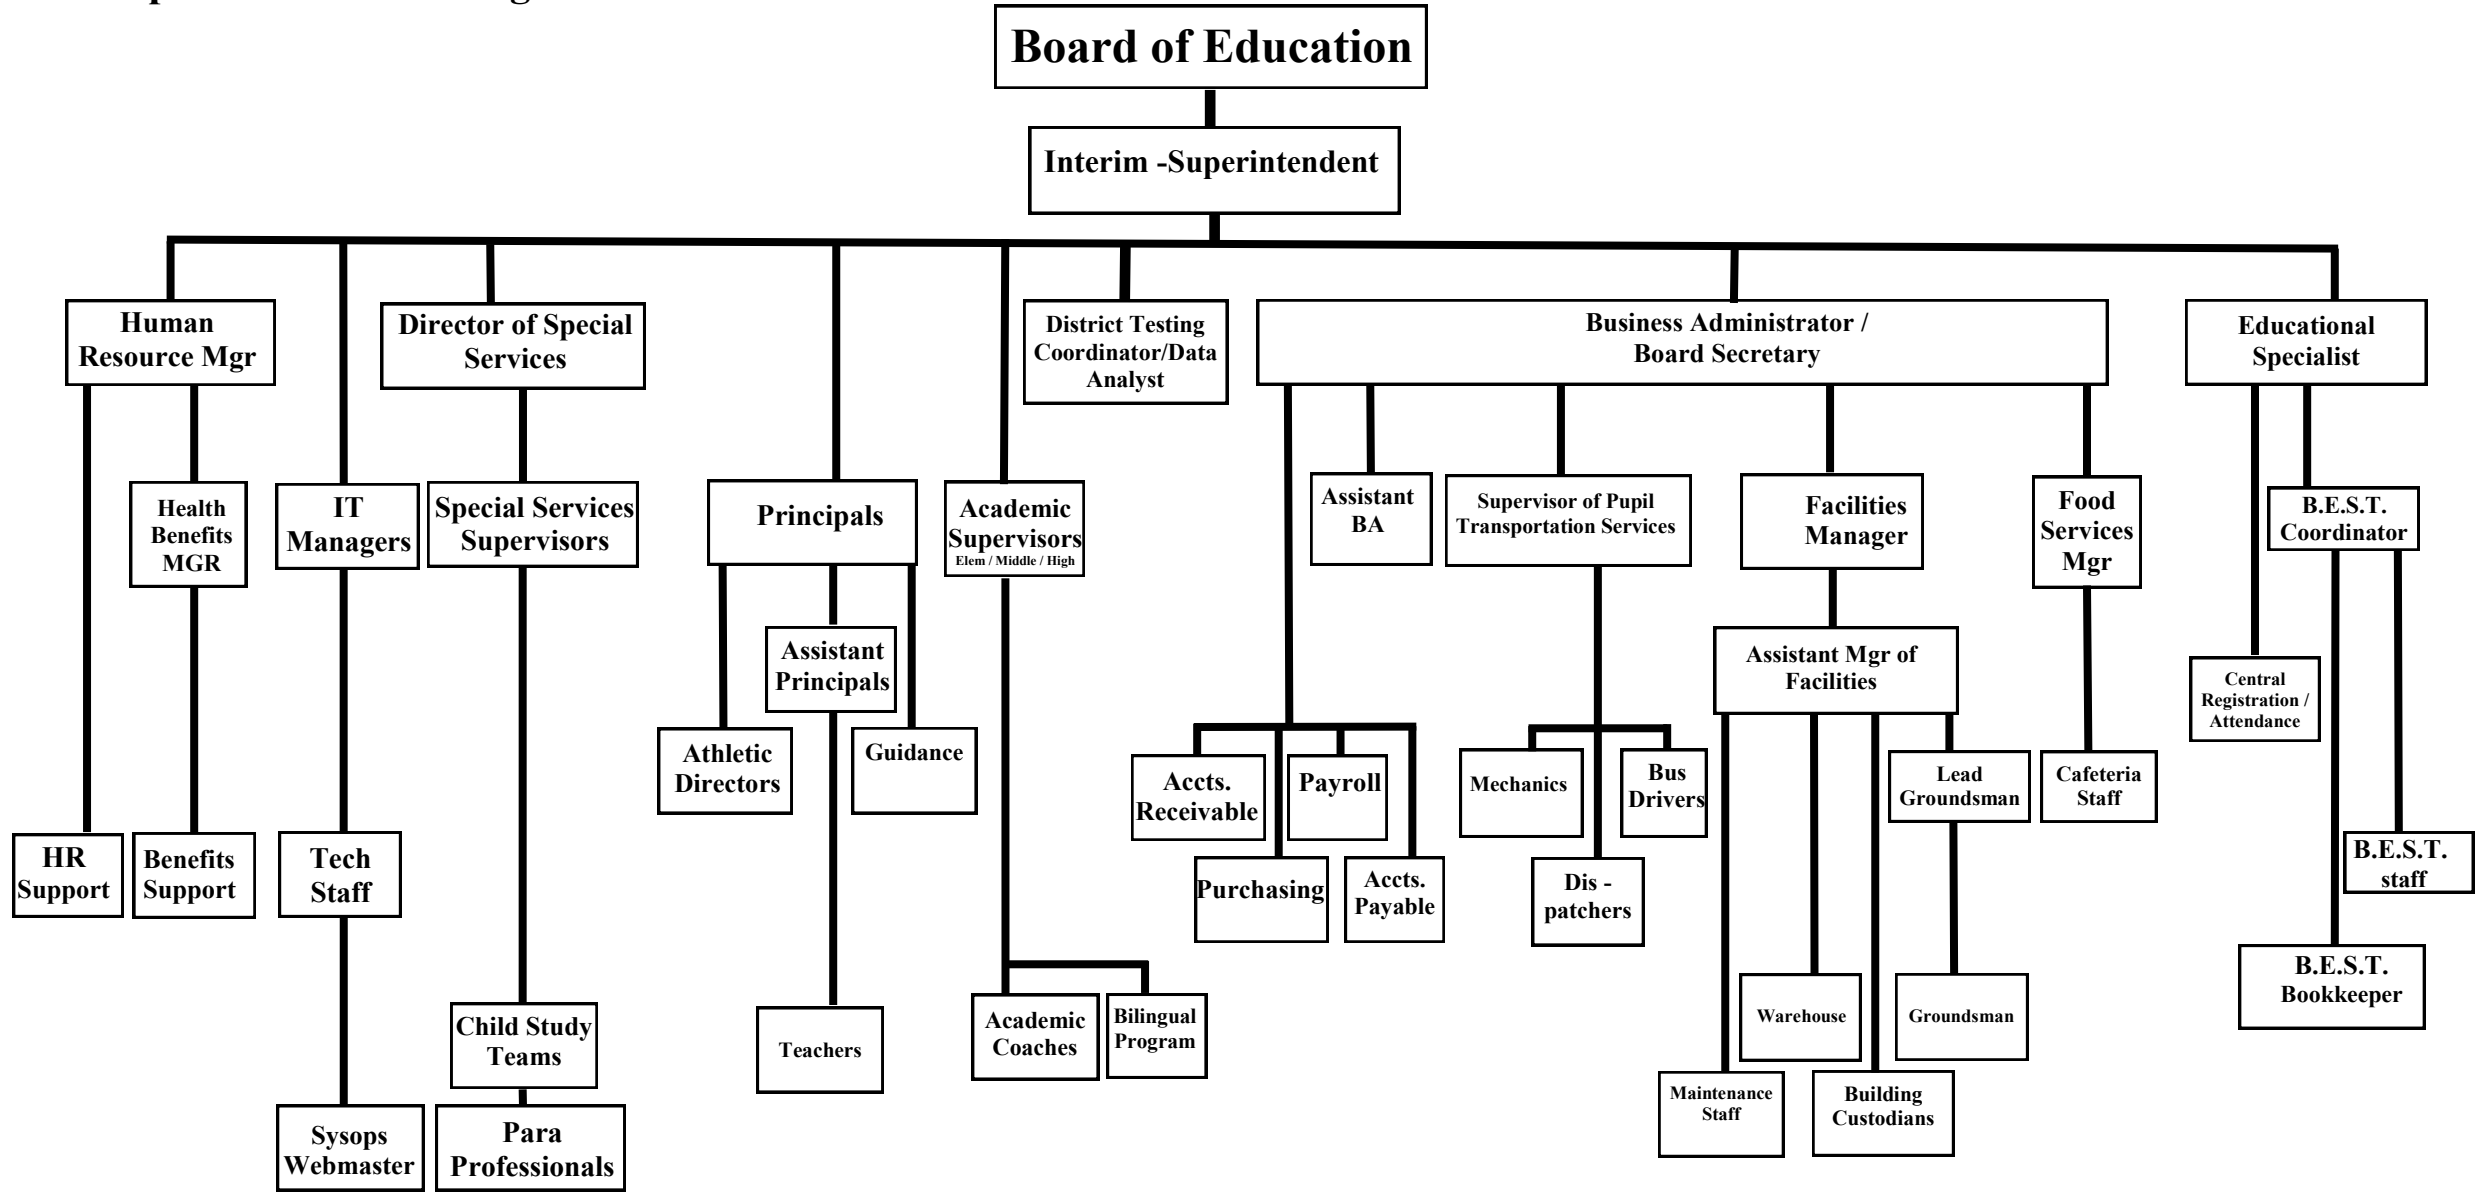 Board of Education
Interim -Superintendent
Human
Resource Mgr
Director of Special
Services
District Testing
Coordinator/Data
Analyst
Business Administrator /
Board Secretary
Educational
Specialist
Health
Benefits
MGR
IT
Managers
Special Services
Supervisors
Principals
Academic
Supervisors
Elem / Middle / High
Assistant
BA
Supervisor of Pupil
Transportation Services
Facilities
Manager
Food
Services
Mgr
B.E.S.T.
Coordinator
Assistant
Principals
Assistant Mgr of
Facilities
Central
Registration /
Attendance
Athletic
Directors
Guidance
Accts.
Receivable
Payroll
Mechanics
Bus
Drivers
Lead
Groundsman
Cafeteria
Staff
HR
Support
Benefits
Support
Tech
Staff
Purchasing
Accts.
Payable
Dis -
patchers
B.E.S.T.
staff
B.E.S.T.
Bookkeeper
Child Study
Teams
Teachers
Academic
Coaches
Bilingual
Program
Warehouse
Groundsman
Maintenance
Staff
Building
Custodians
Sysops
Webmaster
Para
Professionals